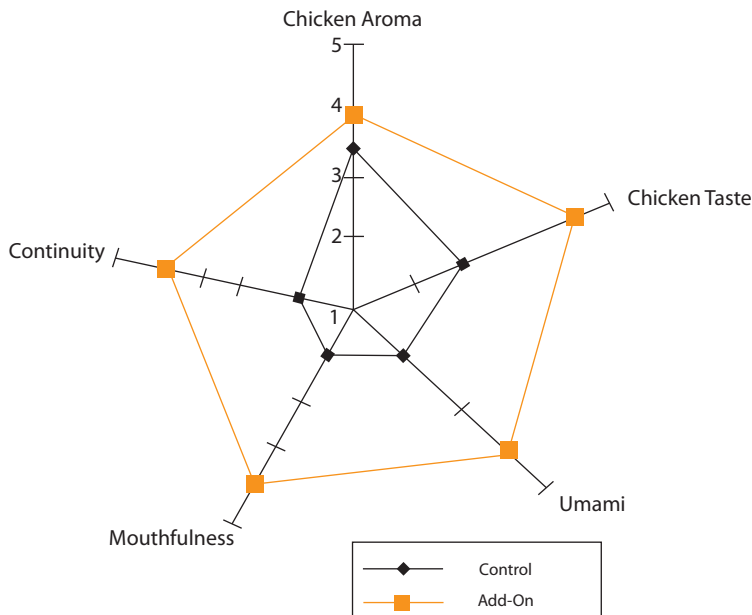 Chicken Aroma
5
4
3
2
1
Chicken Taste
Continuity
Umami
Mouthfulness
Control
Add-On